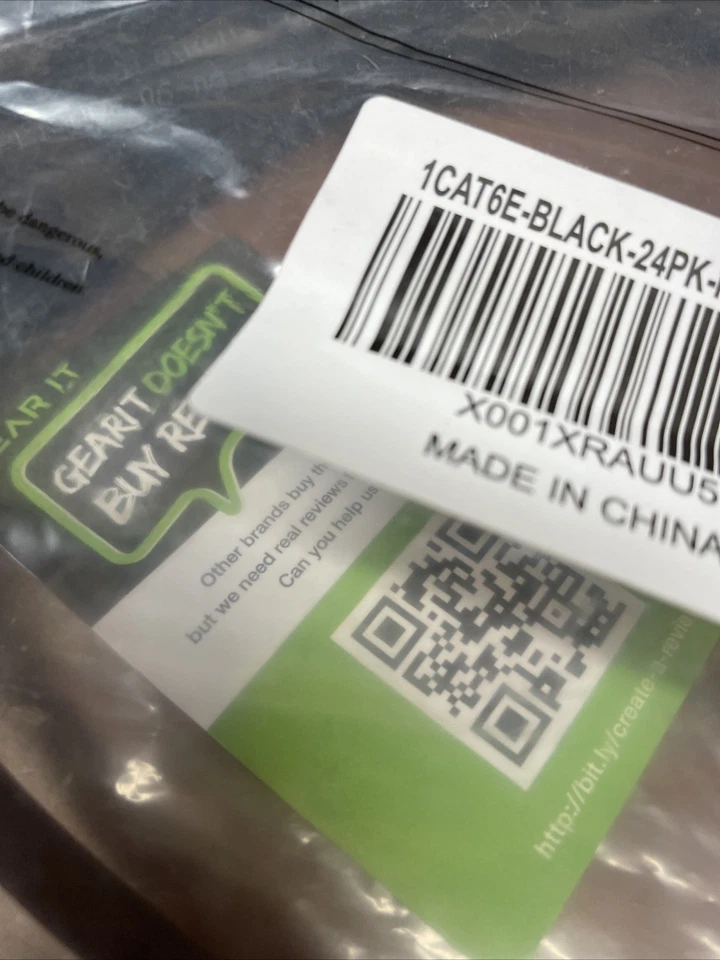 1CAT6E-BLACK-24PK-
X001XRAUU5
MADE IN CHINA
be dangerous,
children
EAR IT
GEARIT DOESN'T
BUY RE
Other brands buy th
but we need real reviews
Can you help us
http://bit.ly/create-a-revie